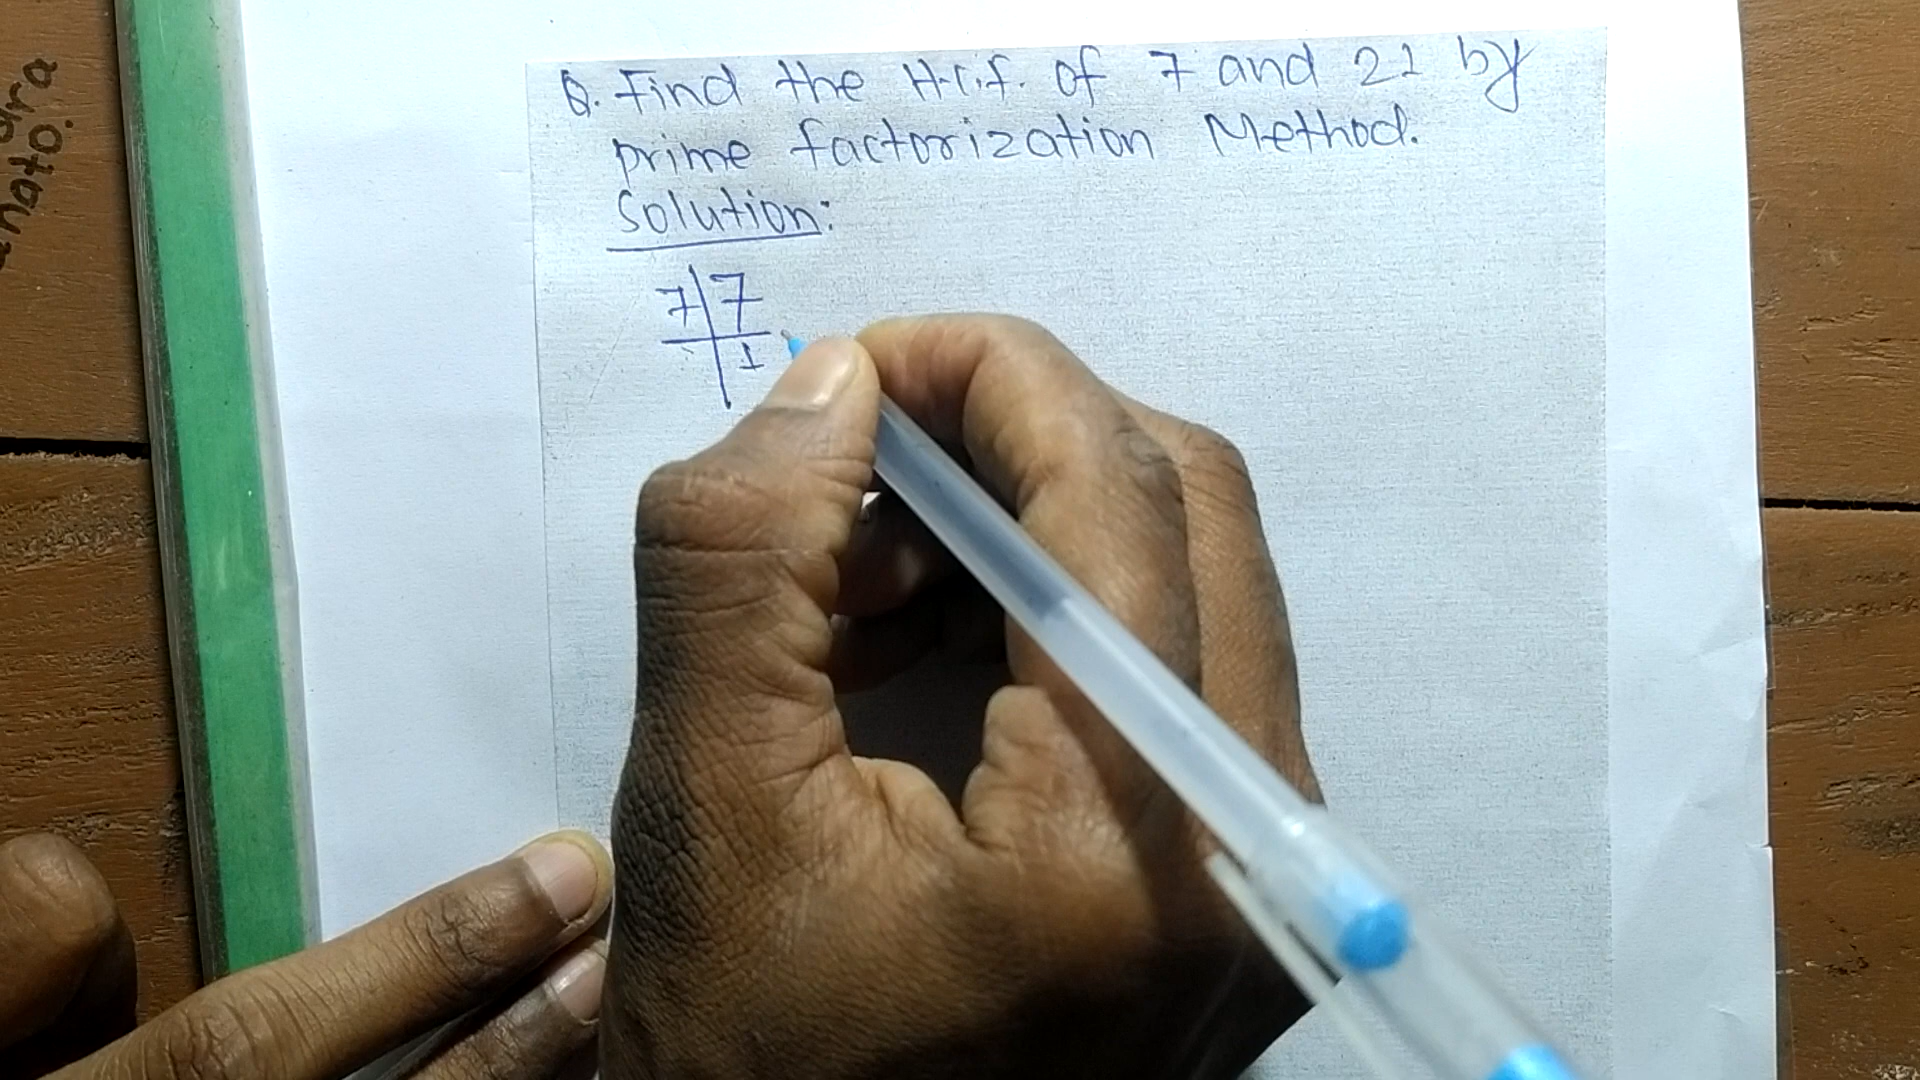 Q. Find the H.C.f. of 7 and 21 by
prime factorization Method.
Solution:
7 7
1